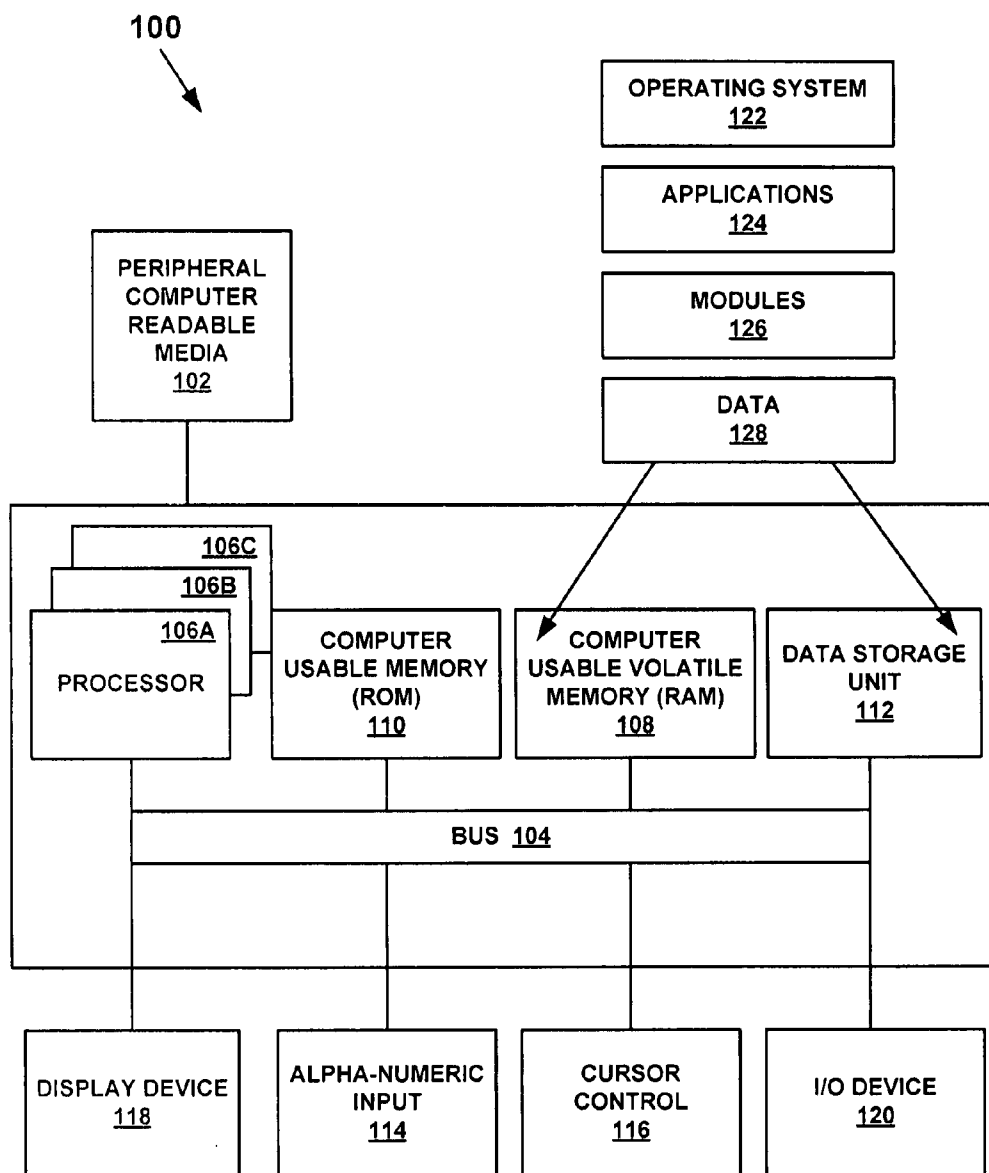 100
OPERATING SYSTEM
122
APPLICATIONS
124
MODULES
126
DATA
128
PERIPHERAL
COMPUTER
READABLE
MEDIA
102
106C
106B
106A
PROCESSOR
COMPUTER
USABLE MEMORY
(ROM)
110
COMPUTER
USABLE VOLATILE
MEMORY (RAM)
108
DATA STORAGE
UNIT
112
BUS 104
DISPLAY DEVICE
118
ALPHA-NUMERIC
INPUT
114
CURSOR
CONTROL
116
I/O DEVICE
120